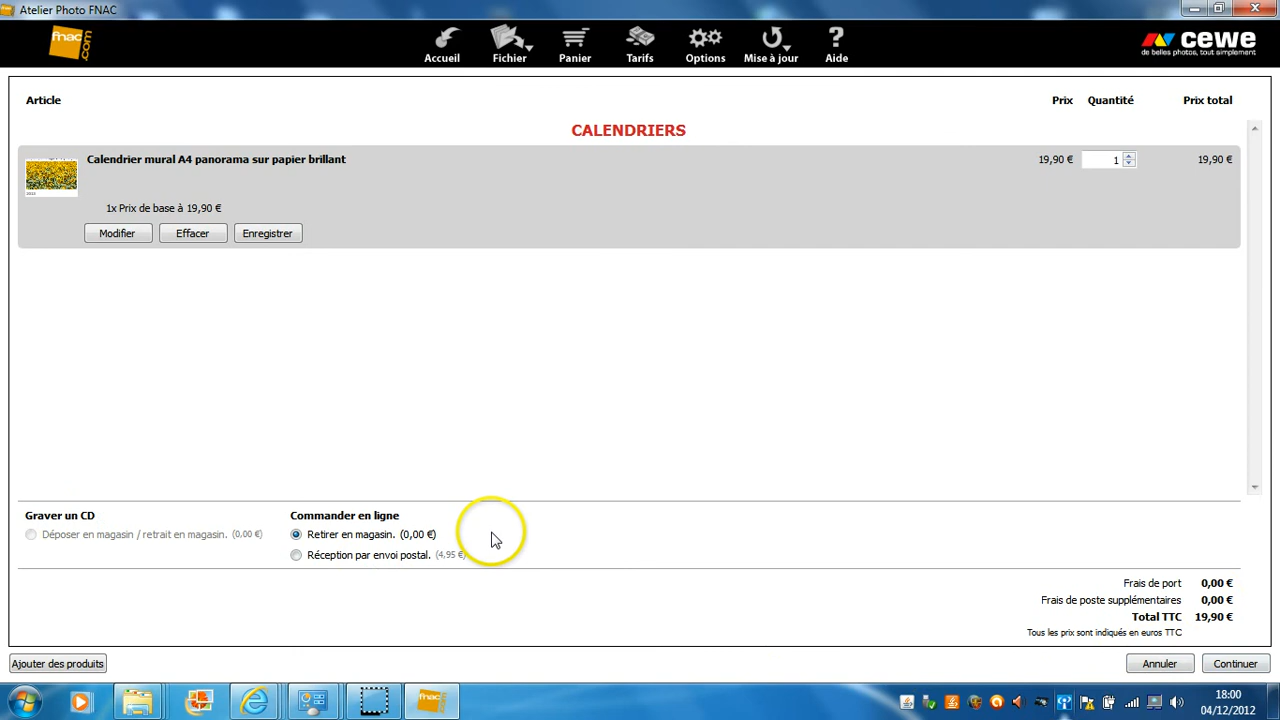 Atelier Photo FNAC
fnac.com
Accueil
Fichier
Panier
Tarifs
Options
Mise à jour
Aide
cewe
de belles photos, tout simplement
Article
Prix
Quantité
Prix total
CALENDRIERS
Calendrier mural A4 panorama sur papier brillant
19,90 €
1
19,90 €
1x Prix de base à 19,90 €
Modifier
Effacer
Enregistrer
Graver un CD
Déposer en magasin / retrait en magasin. (0,00 €)
Commander en ligne
Retirer en magasin. (0,00 €)
Réception par envoi postal. (4,95 €)
Frais de port 0,00 €
Frais de poste supplémentaires 0,00 €
Total TTC 19,90 €
Tous les prix sont indiqués en euros TTC
Ajouter des produits
Annuler
Continuer
fnac
18:00
04/12/2012